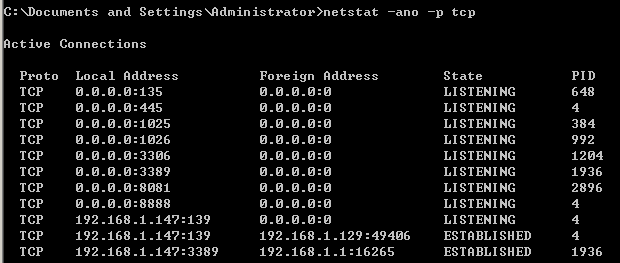 C:\Documents and Settings\Administrator>netstat -ano -p tcp
Active Connections
Proto Local Address Foreign Address State PID
TCP 0.0.0.0:135 0.0.0.0:0 LISTENING 648
TCP 0.0.0.0:445 0.0.0.0:0 LISTENING 4
TCP 0.0.0.0:1025 0.0.0.0:0 LISTENING 384
TCP 0.0.0.0:1026 0.0.0.0:0 LISTENING 992
TCP 0.0.0.0:3306 0.0.0.0:0 LISTENING 1204
TCP 0.0.0.0:3389 0.0.0.0:0 LISTENING 1936
TCP 0.0.0.0:8081 0.0.0.0:0 LISTENING 2896
TCP 0.0.0.0:8888 0.0.0.0:0 LISTENING 4
TCP 192.168.1.147:139 0.0.0.0:0 LISTENING 4
TCP 192.168.1.147:139 192.168.1.129:49406 ESTABLISHED 4
TCP 192.168.1.147:3389 192.168.1.1:16265 ESTABLISHED 1936